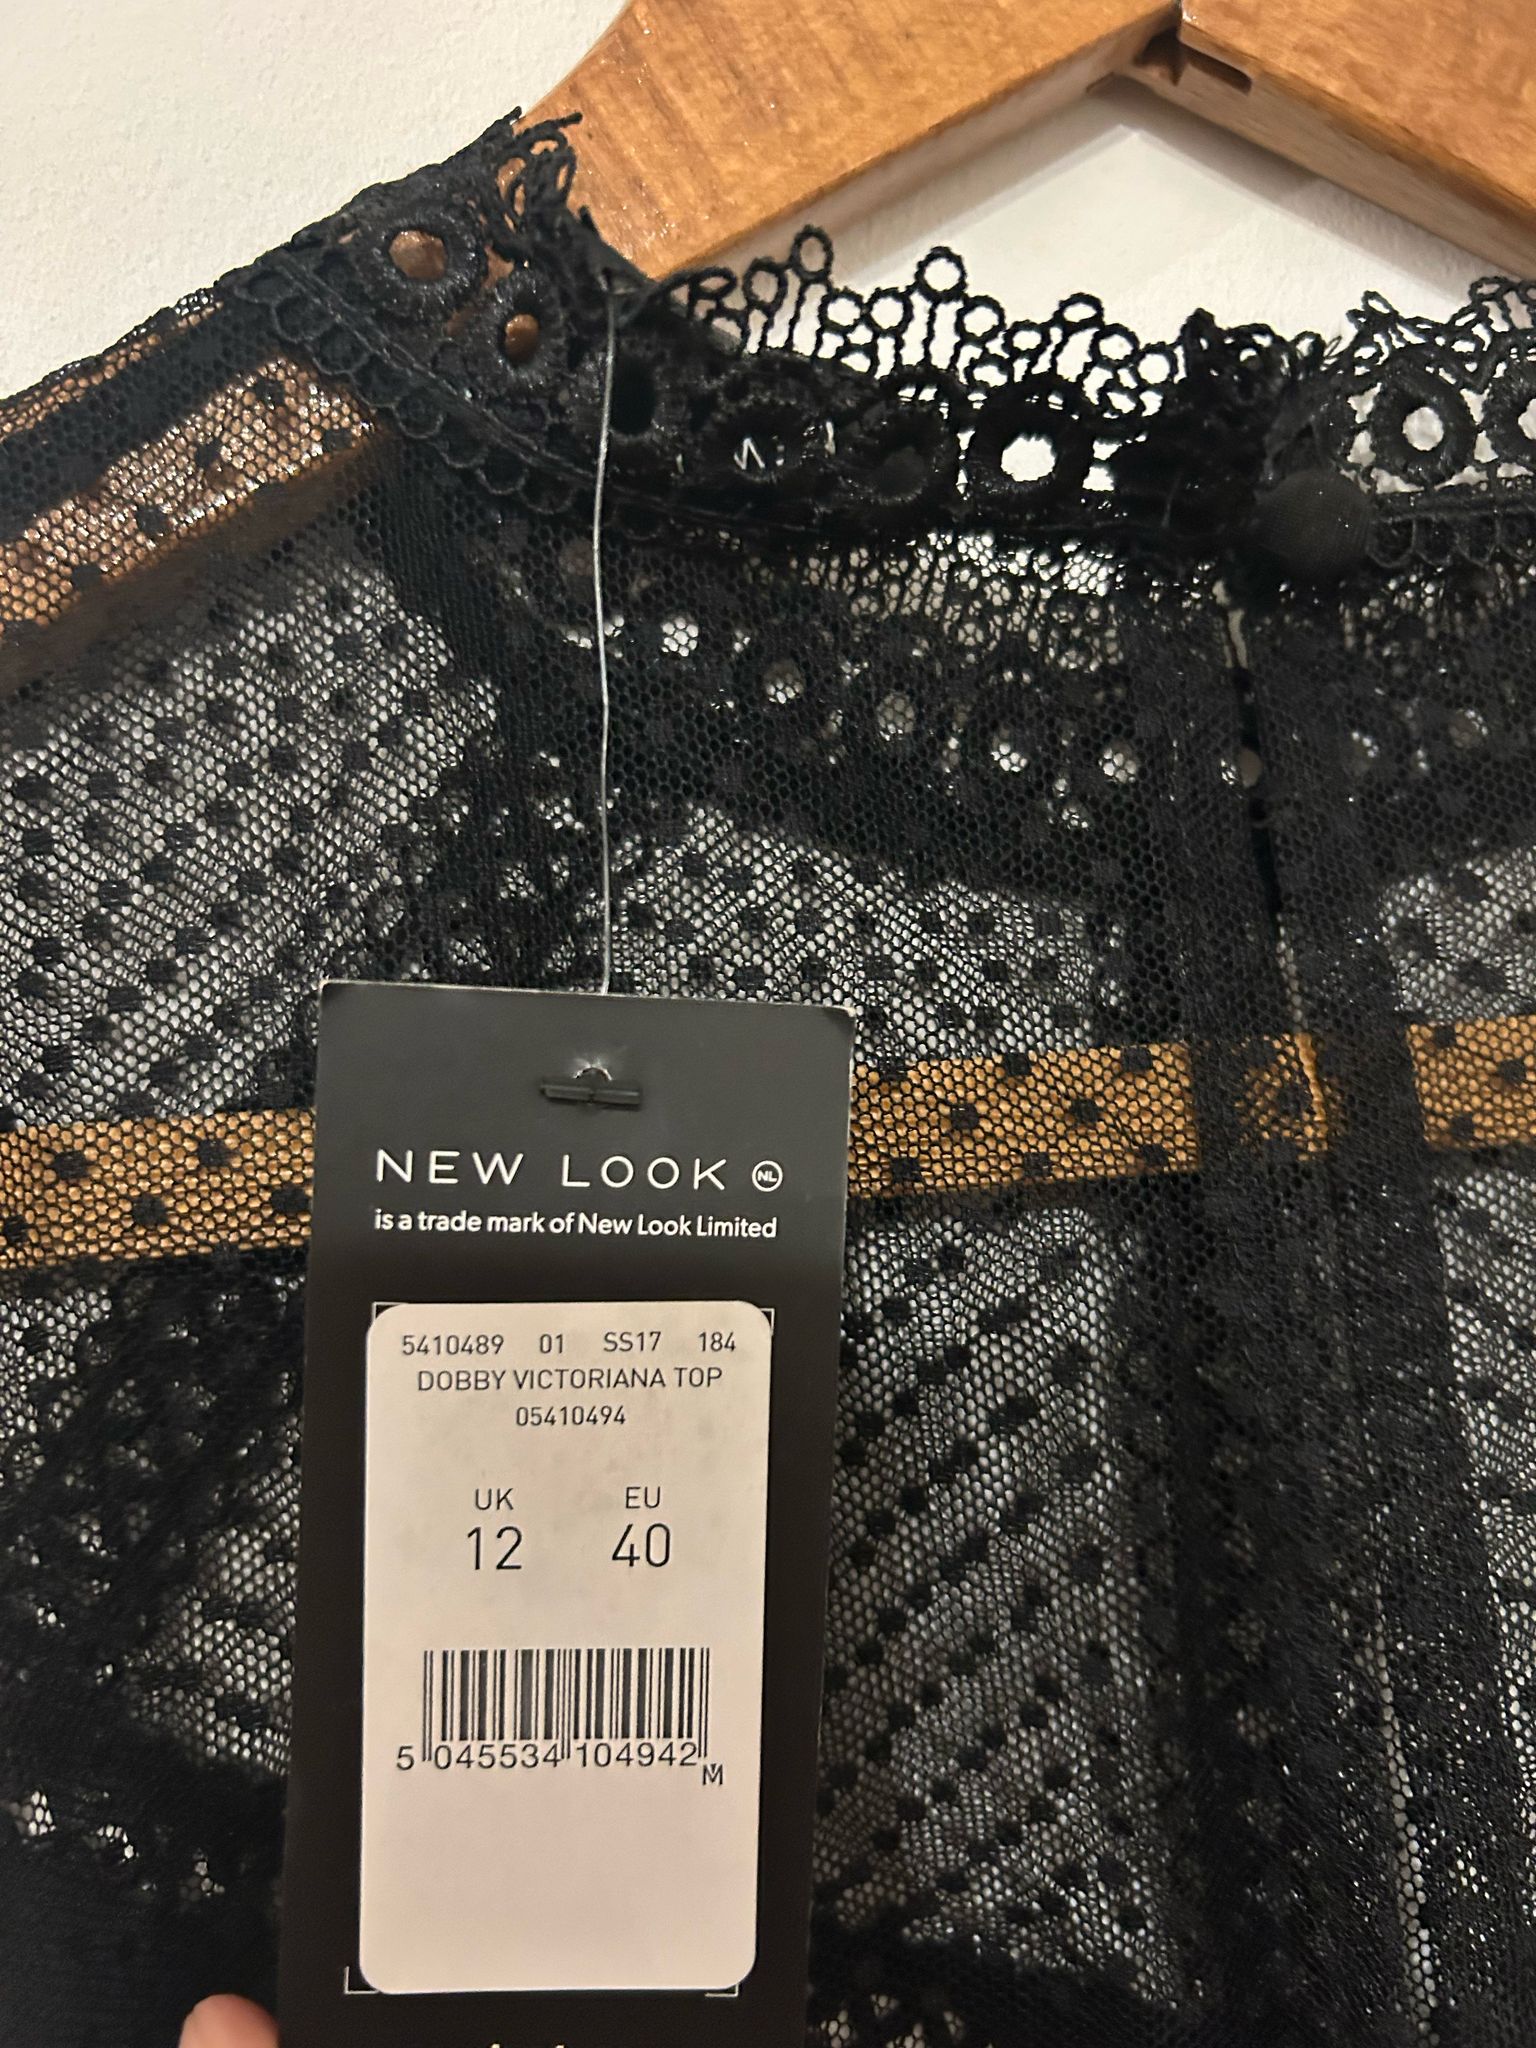 NEW LOOK NL
is a trade mark of New Look Limited
5410489 01 SS17 184
DOBBY VICTORIANA TOP
05410494
UK EU
12 40
5 045534 104942
M